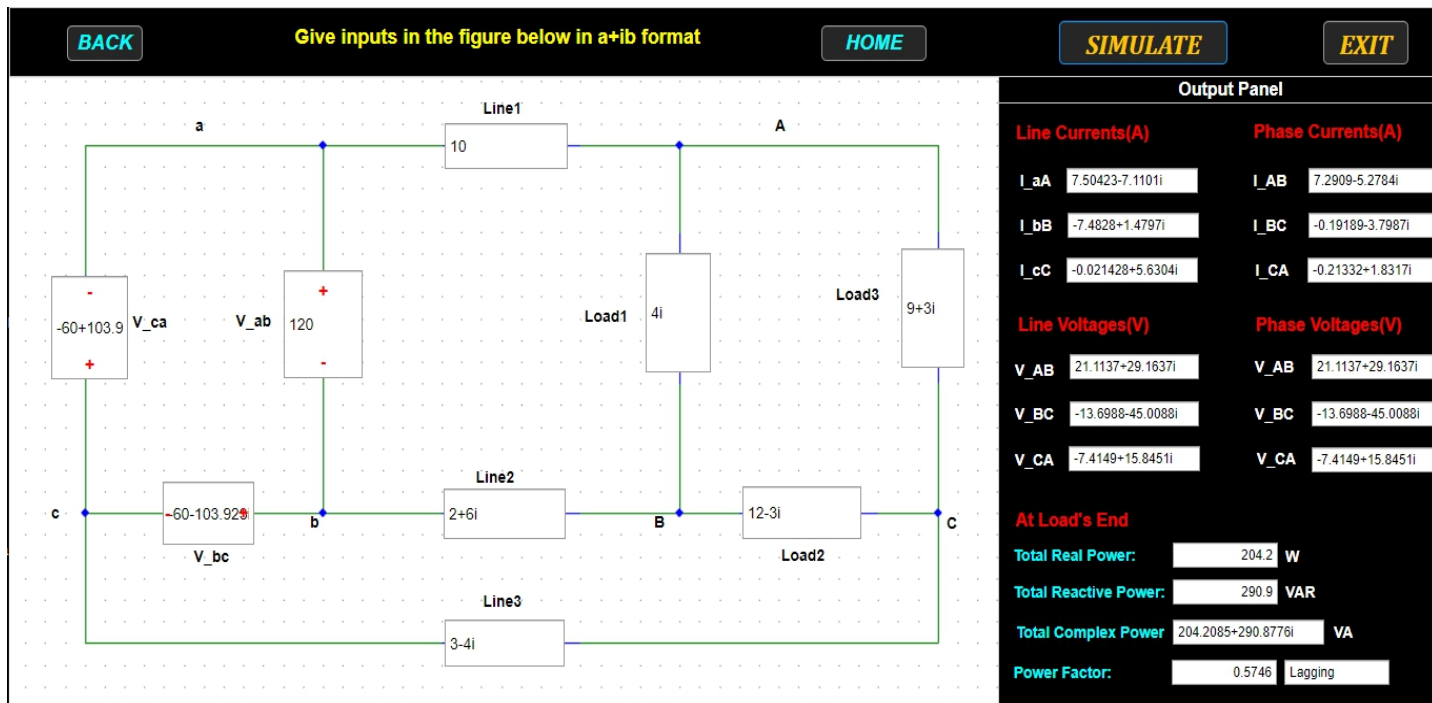 BACK
Give inputs in the figure below in a+ib format
HOME
SIMULATE
EXIT
a
Line1
10
A
V_ca
-60+103.9
-
+
V_ab
120
+
-
Load1
4i
Load3
9+3i
c
-60-103.923i
V_bc
b
Line2
2+6i
B
12-3i
Load2
C
Line3
3-4i
Output Panel
Line Currents(A) Phase Currents(A)
I_aA 7.50423-7.1101i I_AB 7.2909-5.2784i
I_bB -7.4828+1.4797i I_BC -0.19189-3.7987i
I_cC -0.021428+5.6304i I_CA -0.21332+1.8317i
Line Voltages(V) Phase Voltages(V)
V_AB 21.1137+29.1637i V_AB 21.1137+29.1637i
V_BC -13.6988-45.0088i V_BC -13.6988-45.0088i
V_CA -7.4149+15.8451i V_CA -7.4149+15.8451i
At Load's End
Total Real Power: 204.2 W
Total Reactive Power: 290.9 VAR
Total Complex Power 204.2085+290.8776i VA
Power Factor: 0.5746 Lagging